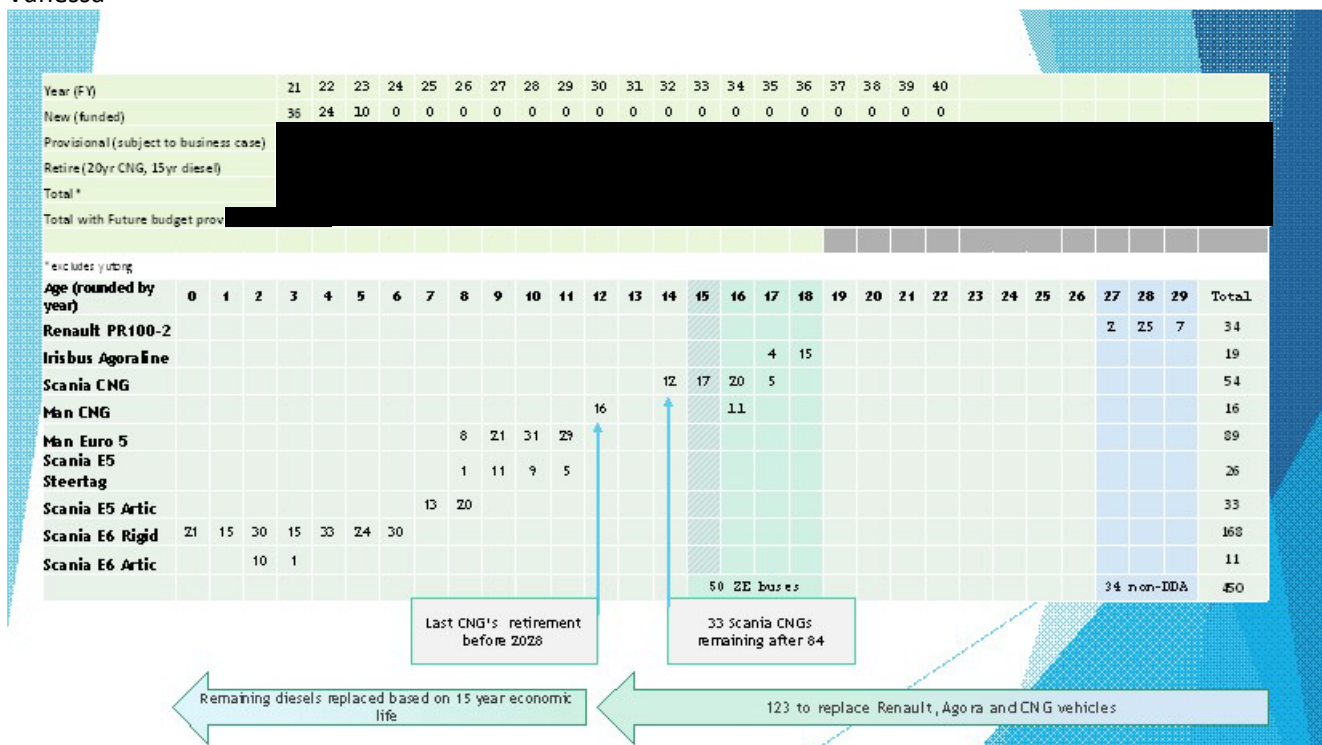 Year (FY) 21 22 23 24 25 26 27 28 29 30 31 32 33 34 35 36 37 38 39 40
New (funded) 36 24 10 0 0 0 0 0 0 0 0 0 0 0 0 0 0 0 0 0
Provisional (subject to business case)
Retire (20yr CNG, 15yr diesel)
Total *
Total with Future budget prov
*excludes yutong
Age (rounded by year) 0 1 2 3 4 5 6 7 8 9 10 11 12 13 14 15 16 17 18 19 20 21 22 23 24 25 26 27 28 29 Total
Renault PR100-2 2 25 7 34
Irisbus Agoraline 4 15 19
Scania CNG 12 17 20 5 54
Man CNG 16 11 16
Man Euro 5 8 21 31 29 89
Scania E5 Steertag 1 11 9 5 26
Scania E5 Artic 13 20 33
Scania E6 Rigid 21 15 30 15 33 24 30 168
Scania E6 Artic 10 1 11
50 ZE buses 34 non-DDA 450
Last CNG's retirement
before 2028
33 Scania CNGs
remaining after 84
Remaining diesels replaced based on 15 year economic
life
123 to replace Renault, Agora and CNG vehicles